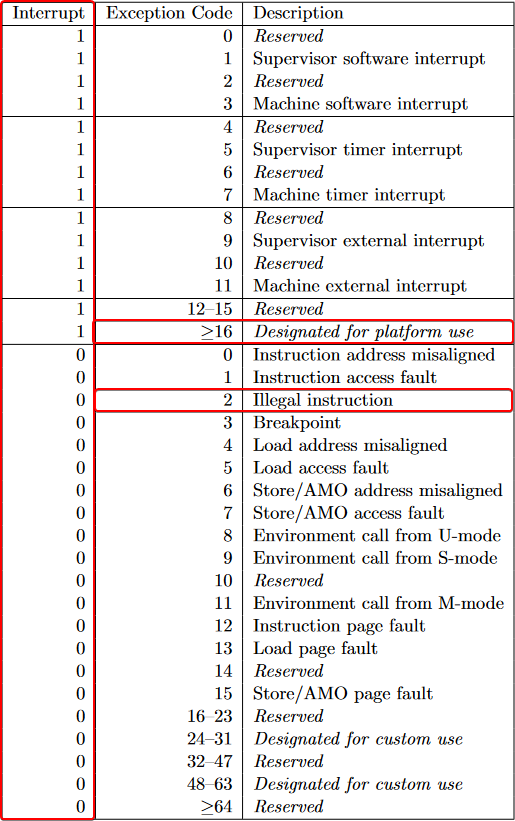 Interrupt Exception Code Description
1 0 Reserved
1 1 Supervisor software interrupt
1 2 Reserved
1 3 Machine software interrupt
1 4 Reserved
1 5 Supervisor timer interrupt
1 6 Reserved
1 7 Machine timer interrupt
1 8 Reserved
1 9 Supervisor external interrupt
1 10 Reserved
1 11 Machine external interrupt
1 12–15 Reserved
1 ≥16 Designated for platform use
0 0 Instruction address misaligned
0 1 Instruction access fault
0 2 Illegal instruction
0 3 Breakpoint
0 4 Load address misaligned
0 5 Load access fault
0 6 Store/AMO address misaligned
0 7 Store/AMO access fault
0 8 Environment call from U-mode
0 9 Environment call from S-mode
0 10 Reserved
0 11 Environment call from M-mode
0 12 Instruction page fault
0 13 Load page fault
0 14 Reserved
0 15 Store/AMO page fault
0 16–23 Reserved
0 24–31 Designated for custom use
0 32–47 Reserved
0 48–63 Designated for custom use
0 ≥64 Reserved